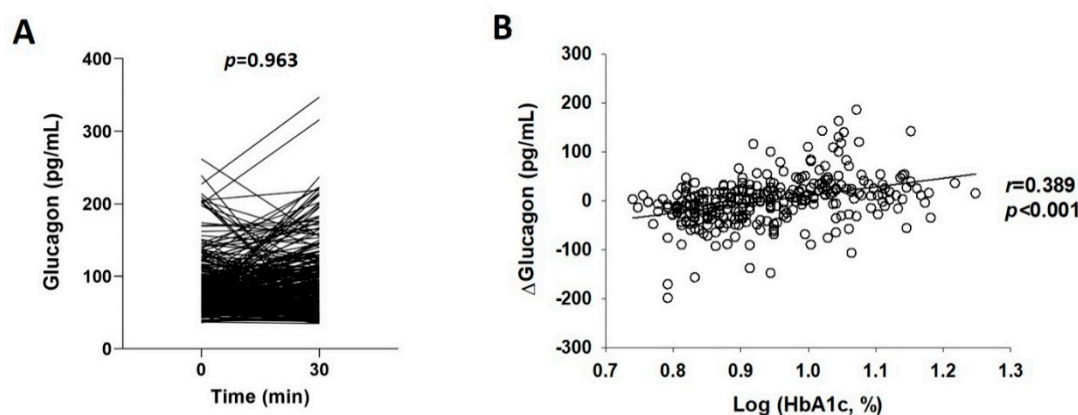 A
p=0.963
Glucagon (pg/mL)
400
300
200
100
0
0 30
Time (min)
B
ΔGlucagon (pg/mL)
300
200
100
0
-100
-200
-300
r=0.389
p<0.001
0.7 0.8 0.9 1.0 1.1 1.2 1.3
Log (HbA1c, %)